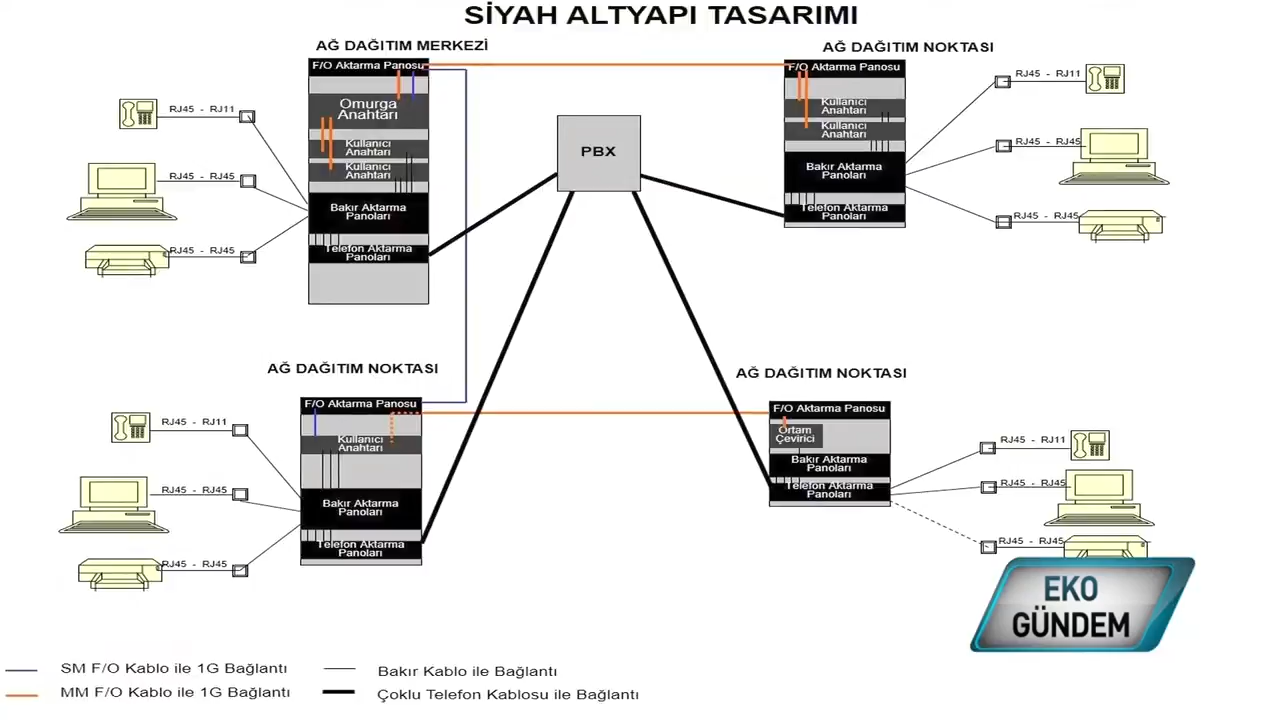 SİYAH ALTYAPI TASARIMI
AĞ DAĞITIM MERKEZİ
F/O Aktarma Panosu
Omurga
Anahtarı
Kullanıcı
Anahtarı
Kullanıcı
Anahtarı
Bakır Aktarma
Panoları
Telefon Aktarma
Panoları
RJ45 - RJ11
RJ45 - RJ45
RJ45 - RJ45
PBX
AĞ DAĞITIM NOKTASI
F/O Aktarma Panosu
Kullanıcı
Anahtarı
Kullanıcı
Anahtarı
Bakır Aktarma
Panoları
Telefon Aktarma
Panoları
RJ45 - RJ11
RJ45 - RJ45
RJ45 - RJ45
AĞ DAĞITIM NOKTASI
F/O Aktarma Panosu
Kullanıcı
Anahtarı
Bakır Aktarma
Panoları
Telefon Aktarma
Panoları
RJ45 - RJ11
RJ45 - RJ45
RJ45 - RJ45
AĞ DAĞITIM NOKTASI
F/O Aktarma Panosu
Ortam
Çevirici
Bakır Aktarma
Panoları
Telefon Aktarma
Panoları
RJ45 - RJ11
RJ45 - RJ45
RJ45 - RJ45
EKO
GÜNDEM
SM F/O Kablo ile 1G Bağlantı
MM F/O Kablo ile 1G Bağlantı
Bakır Kablo ile Bağlantı
Çoklu Telefon Kablosu ile Bağlantı